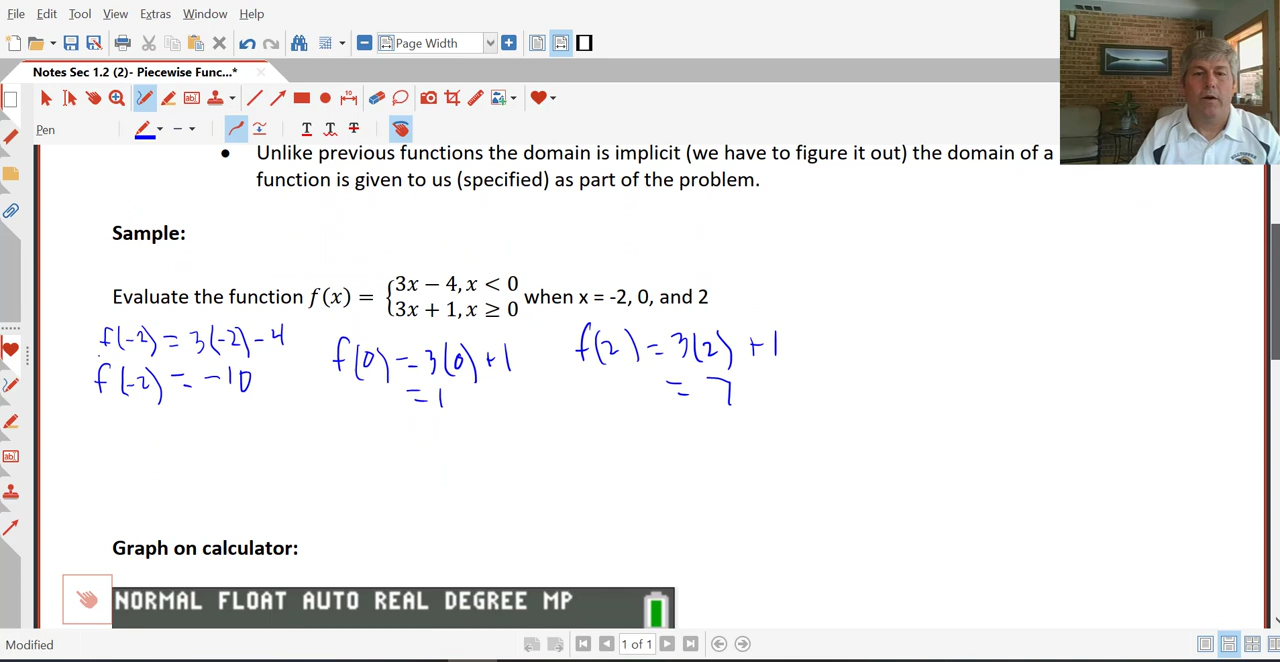 File Edit Tool View Extras Window Help
Page Width
Notes Sec 1.2 (2)- Piecewise Func...*
Pen
Unlike previous functions the domain is implicit (we have to figure it out) the domain of a
function is given to us (specified) as part of the problem.
Sample:
Evaluate the function f(x) = {3x − 4, x < 0
3x + 1, x ≥ 0 when x = -2, 0, and 2
f(-2) = 3(-2) - 4
f(-2) = -10
f(0) = 3(0) + 1
= 1
f(2) = 3(2) + 1
= 7
Graph on calculator:
NORMAL FLOAT AUTO REAL DEGREE MP
Modified
1 of 1